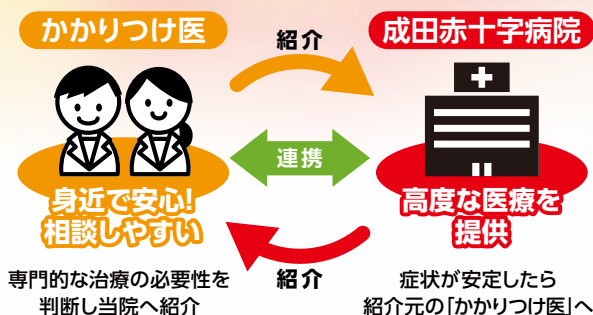 かかりつけ医
紹介
成田赤十字病院
連携
身近で安心!
相談しやすい
高度な医療を
提供
専門的な治療の必要性を
判断し当院へ紹介
紹介
症状が安定したら
紹介元の「かかりつけ医」へ